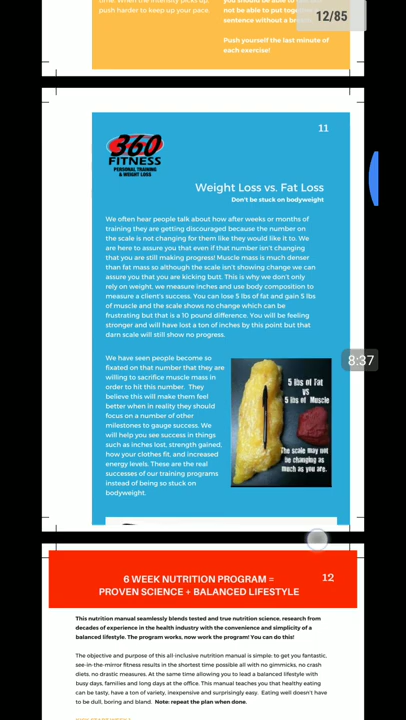 time. When the intensity picks up,
push harder to keep up your pace.
not be able to put
sentence without a
Push yourself the last minute of
each exercise!
12/85
11
360
FITNESS
PERSONAL TRAINING
& WEIGHT LOSS
Weight Loss vs. Fat Loss
Don't be stuck on bodyweight
We often hear people talk about how after weeks or months of
training they are getting discouraged because the number on
the scale is not changing for them like they would like it to. We
are here to assure you that even if that number isn't changing
that you are still making progress! Muscle mass is much denser
than fat mass so although the scale isn't showing change we can
assure you that you are kicking butt. This is why we don't only
rely on weight, we measure inches and use body composition to
measure a client's success. You can lose 5 lbs of fat and gain 5 lbs
of muscle and the scale shows no change which can be
frustrating but that is a 10 pound difference. You will be feeling
stronger and will have lost a ton of inches by this point but that
darn scale will still show no progress.
We have seen people become so
fixated on that number that they are
willing to sacrifice muscle mass in
order to hit this number. They
believe this will make them feel
better when in reality they should
focus on a number of other
milestones to gauge success. We
will help you see success in things
such as inches lost, strength gained,
how your clothes fit, and increased
energy levels. These are the real
successes of our training programs
instead of being so stuck on
bodyweight.
5 lbs of Fat
VS
5 lbs of Muscle
The scale may not
be changing as
much as you are.
8:37
6 WEEK NUTRITION PROGRAM =
PROVEN SCIENCE + BALANCED LIFESTYLE
12
This nutrition manual seamlessly blends tested and true nutrition science, research from
decades of experience in the health industry with the convenience and simplicity of a
balanced lifestyle. The program works, now work the program! You can do this!
The objective and purpose of this all inclusive nutrition manual is simple: to get you fantastic,
see-in-the-mirror fitness results in the shortest time possible all with no gimmicks, no crash
diets, no drastic measures. At the same time allowing you to lead a balanced lifestyle with
busy days, families and long days at the office. This manual teaches you that healthy eating
can be tasty, have a ton of variety, inexpensive and surprisingly easy. Eating well doesn't have
to be dull, boring and bland. Note: repeat the plan when done.